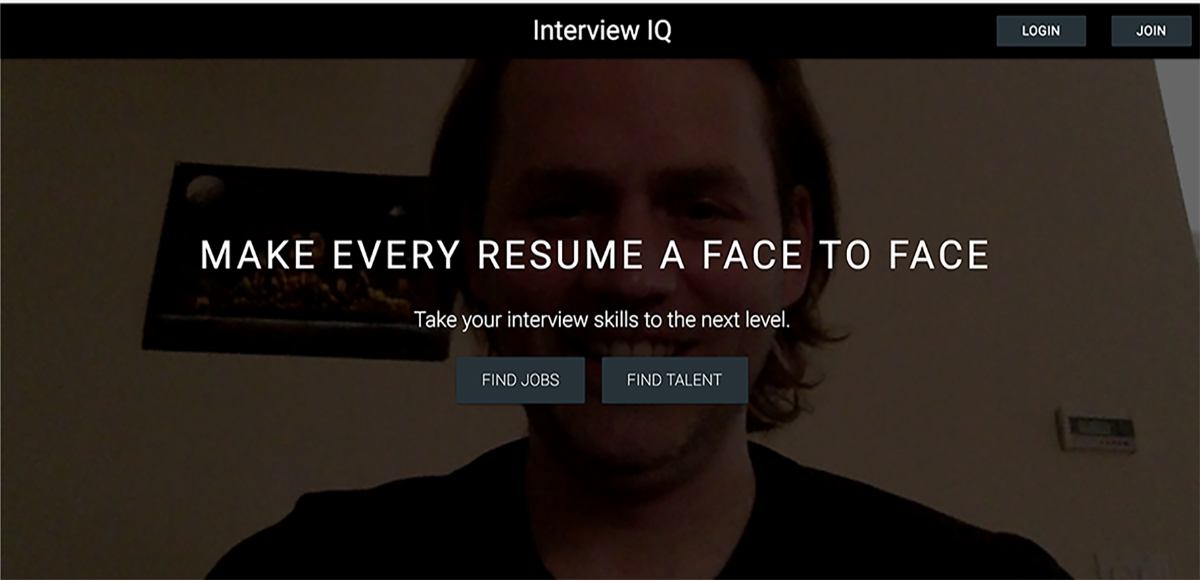 Interview IQ
LOGIN
JOIN
MAKE EVERY RESUME A FACE TO FACE
Take your interview skills to the next level.
FIND JOBS
FIND TALENT